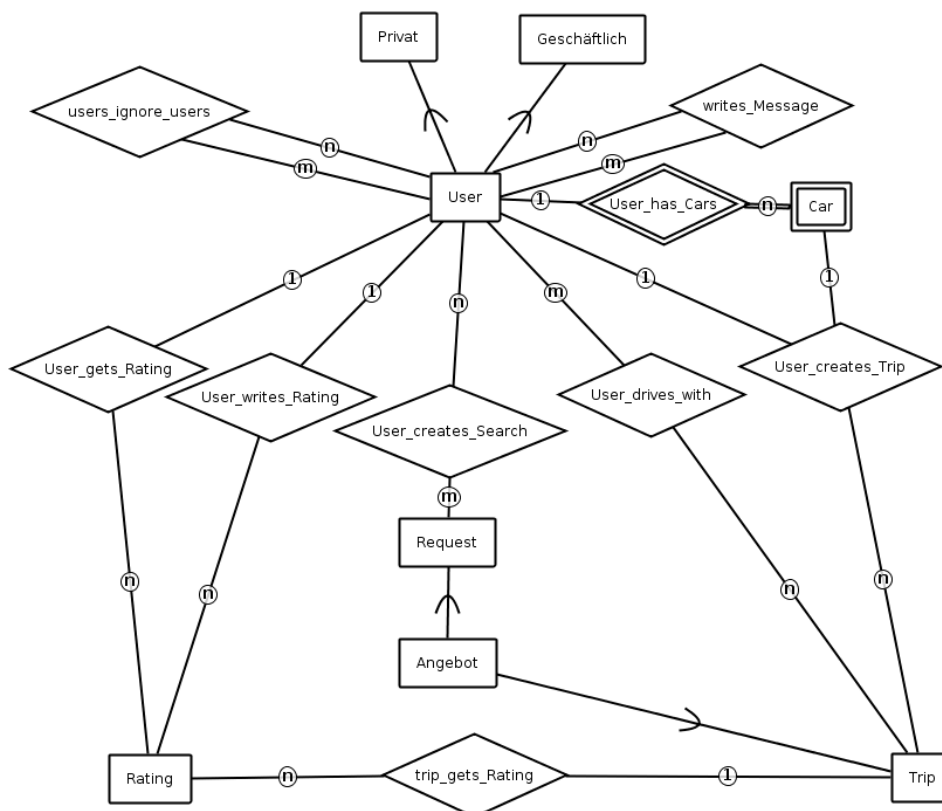 Privat
Geschäftlich
users_ignore_users
writes_Message
n
n
m
m
User
1
User_has_Cars
n
Car
1
1
n
m
1
1
User_gets_Rating
User_writes_Rating
User_creates_Search
User_drives_with
User_creates_Trip
m
Request
n
n
n
n
Angebot
Rating
n
trip_gets_Rating
1
Trip